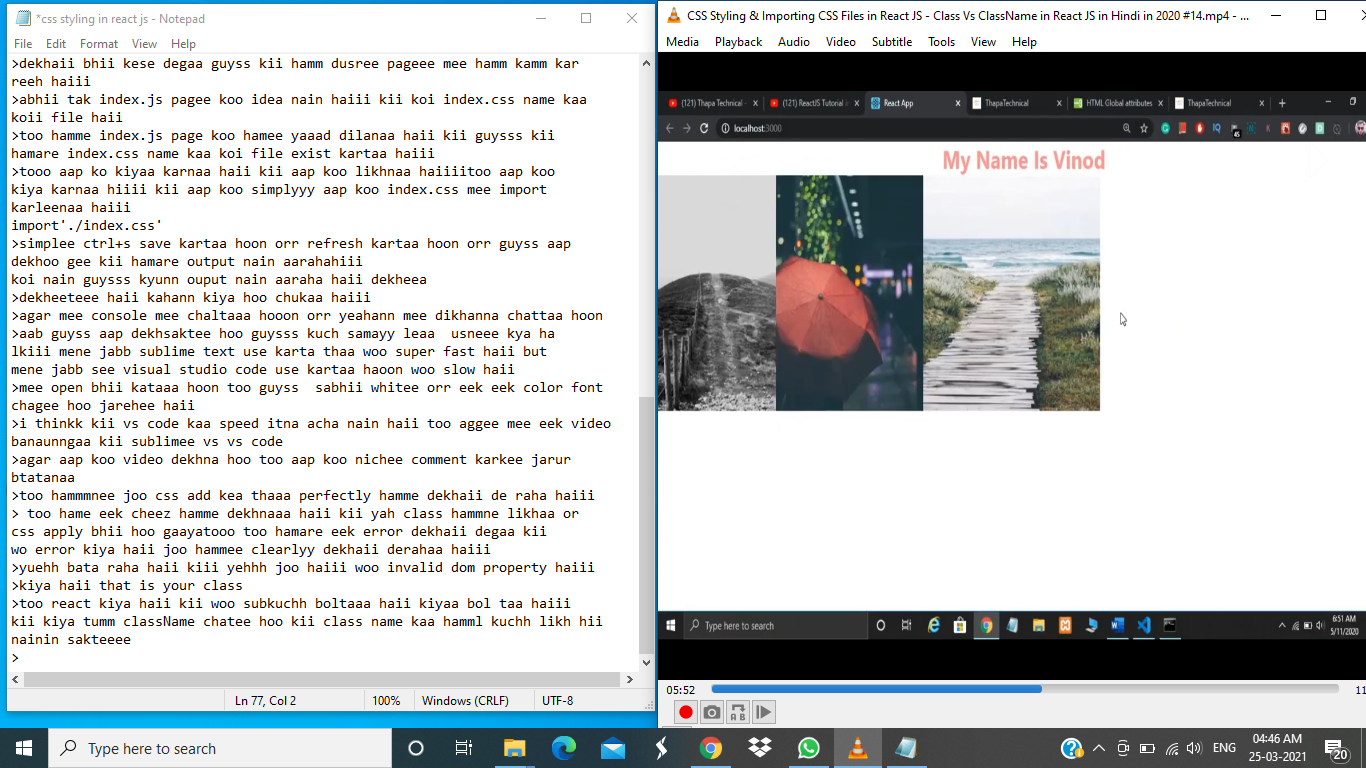 *css styling in react js - Notepad
File Edit Format View Help
>dekhaii bhii kese degaa guyss kii hamm dusree pageee mee hamm kamm kar
reeh haiii
>abhii tak index.js pagee koo idea nain haiii kii koi index.css name kaa
koii file haii
>too hamme index.js page koo hamee yaaad dilanaa haii kii guysss kii
hamare index.css name kaa koi file exist kartaa haiii
>tooo aap ko kiyaa karnaa haii kii aap koo likhnaa haiiiitoo aap koo
kiya karnaa hiiii kii aap koo simplyyy aap koo index.css mee import
karleenaa haiii
import'./index.css'
>simplee ctrl+s save kartaa hoon orr refresh kartaa hoon orr guyss aap
dekhoo gee kii hamare output nain aarahahiii
koi nain guysss kyunn ouput nain aaraha haii dekheea
>dekheeteee haii kahann kiya hoo chukaa haiii
>agar mee console mee chaltaaa hooon orr yeahann mee dikhanna chattaa hoon
>aab guyss aap dekhsaktee hoo guysss kuch samayy leaa  usneee kya ha
lkiii mene jabb sublime text use karta thaa woo super fast haii but
mene jabb see visual studio code use kartaa haoon woo slow haii
>mee open bhii kataaa hoon too guyss  sabhii whitee orr eek eek color font
chagee hoo jarehee haii
>i thinkk kii vs code kaa speed itna acha nain haii too aggee mee eek video
banaunngaa kii sublimee vs vs code
>agar aap koo video dekhna hoo too aap koo nichee comment karkee jarur
btatanaa
>too hammmnee joo css add kea thaaa perfectly hamme dekhaii de raha haiii
> too hame eek cheez hamme dekhnaaa haii kii yah class hammne likhaa or
css apply bhii hoo gaayatooo too hamare eek error dekhaii degaa kii
wo error kiya haii joo hammee clearlyy dekhaii derahaa haiii
>yuehh bata raha haii kiii yehhh joo haiii woo invalid dom property haiii
>kiya haii that is your class
>too react kiya haii kii woo subkuchh boltaaa haii kiyaa bol taa haiii
kii kiya tumm className chatee hoo kii class name kaa hamml kuchh likh hii
nainin sakteeee
>
Ln 77, Col 2 100% Windows (CRLF) UTF-8
CSS Styling & Importing CSS Files in React JS - Class Vs ClassName in React JS in Hindi in 2020 #14.mp4 - ...
Media Playback Audio Video Subtitle Tools View Help
(121) Thapa Technical - (121) ReactJS Tutorial in React App ThapaTechnical HTML Global attributes ThapaTechnical
localhost:3000
45
My Name Is Vinod
Type here to search
6:51 AM
5/11/2020
05:52
11
A B
Type here to search
ENG
04:46 AM
25-03-2021
20